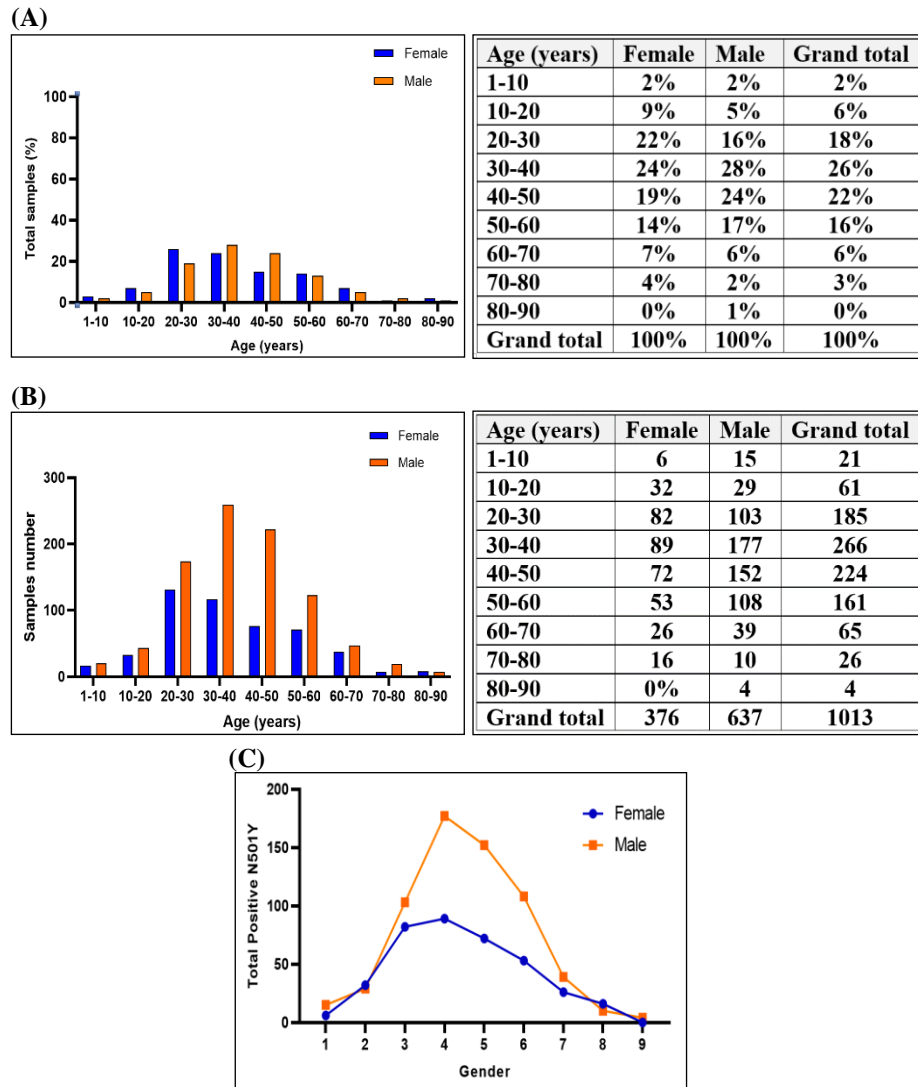 (A)
Female
Male
100
80
60
40
20
0
Total samples (%)
1-10 10-20 20-30 30-40 40-50 50-60 60-70 70-80 80-90
Age (years)
Age (years) Female Male Grand total
1-10 2% 2% 2%
10-20 9% 5% 6%
20-30 22% 16% 18%
30-40 24% 28% 26%
40-50 19% 24% 22%
50-60 14% 17% 16%
60-70 7% 6% 6%
70-80 4% 2% 3%
80-90 0% 1% 0%
Grand total 100% 100% 100%
(B)
Female
Male
300
200
100
0
Samples number
1-10 10-20 20-30 30-40 40-50 50-60 60-70 70-80 80-90
Age (years)
Age (years) Female Male Grand total
1-10 6 15 21
10-20 32 29 61
20-30 82 103 185
30-40 89 177 266
40-50 72 152 224
50-60 53 108 161
60-70 26 39 65
70-80 16 10 26
80-90 0% 4 4
Grand total 376 637 1013
(C)
Female
Male
200
150
100
50
0
Total Positive N501Y
1 2 3 4 5 6 7 8 9
Gender